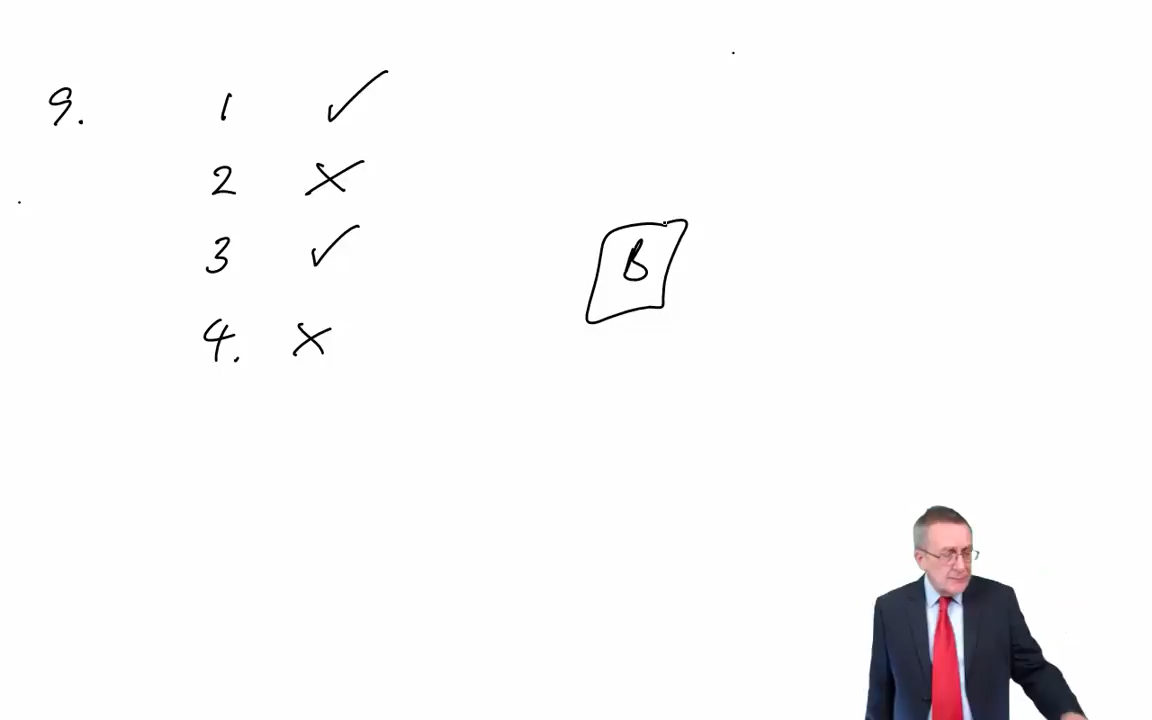 9. 1 ✓
2 ✗
3 ✓
B
4. ✗